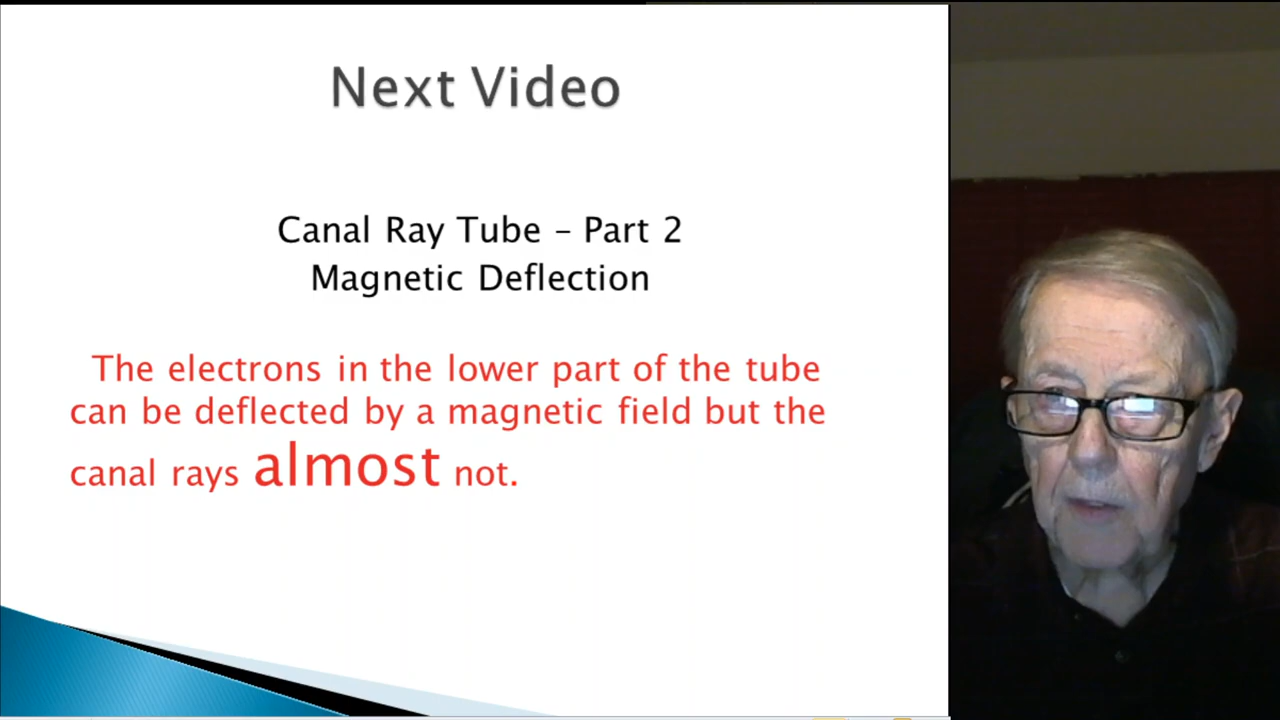 Next Video
Canal Ray Tube – Part 2
Magnetic Deflection
The electrons in the lower part of the tube
can be deflected by a magnetic field but the
canal rays almost not.